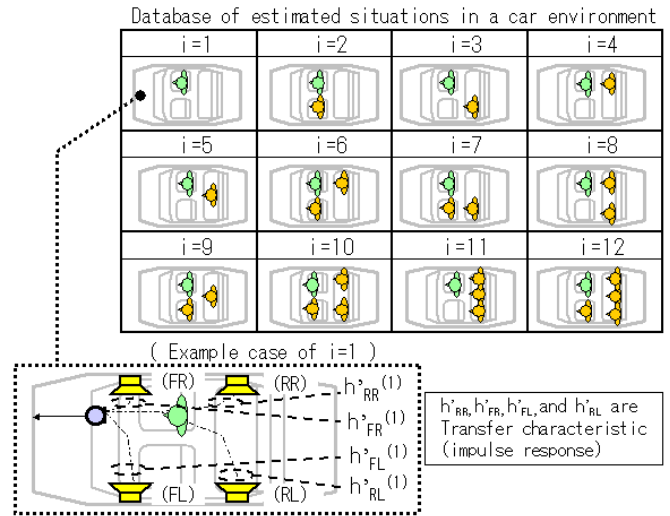 Database of estimated situations in a car environment
i=1 i=2 i=3 i=4
i=5 i=6 i=7 i=8
i=9 i=10 i=11 i=12
( Example case of i=1 )
(FR) (RR) h'RR(1)
h'FR(1)
h'FL(1)
(FL) (RL) h'RL(1)
h'RR, h'FR, h'FL, and h'RL are
Transfer characteristic
(impulse response)